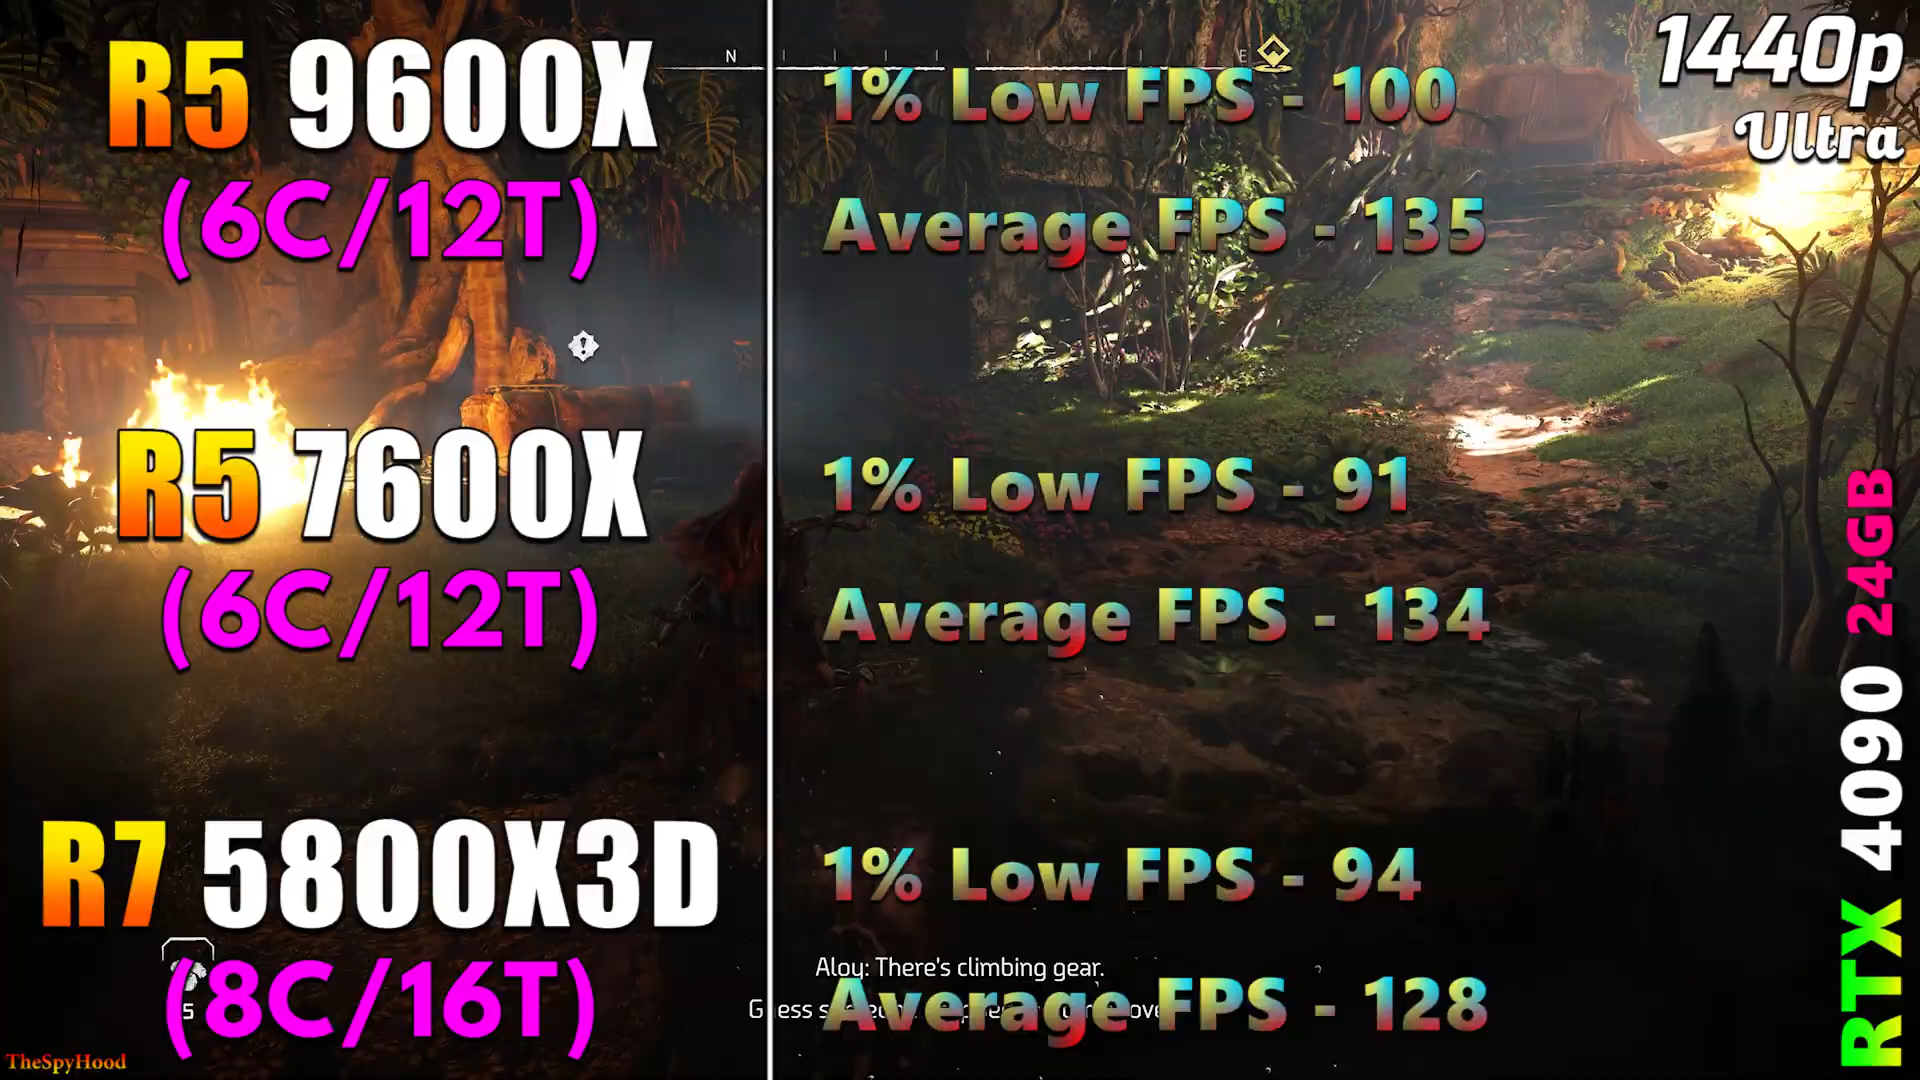 N
E
1440p
Ultra
R5 9600X
(6C/12T)
1% Low FPS - 100
Average FPS - 135
R5 7600X
(6C/12T)
1% Low FPS - 91
Average FPS - 134
R7 5800X3D
(8C/16T)
1% Low FPS - 94
Aloy: There's climbing gear.
Average FPS - 128
5
RTX 4090 24GB
TheSpyHood